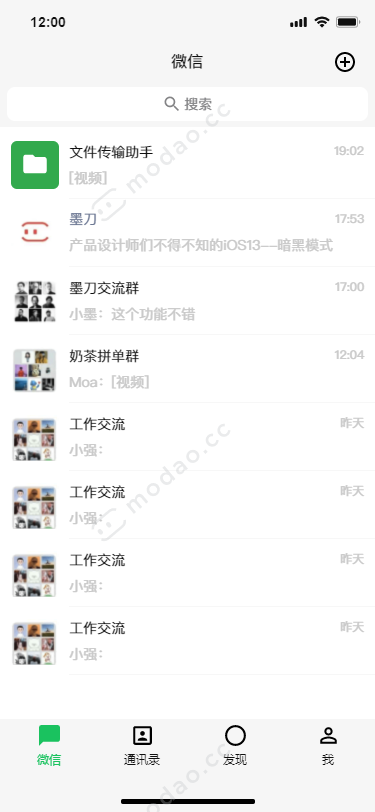 12:00
微信
搜索
文件传输助手 19:02
[视频]
墨刀 17:53
产品设计师们不得不知的iOS13--暗黑模式
墨刀交流群 17:00
小墨：这个功能不错
奶茶拼单群 12:04
Moa：[视频]
工作交流 昨天
小强：
工作交流 昨天
小强：
工作交流 昨天
小强：
工作交流 昨天
小强：
微信 通讯录 发现 我
modao.cc
modao.cc
modao.cc